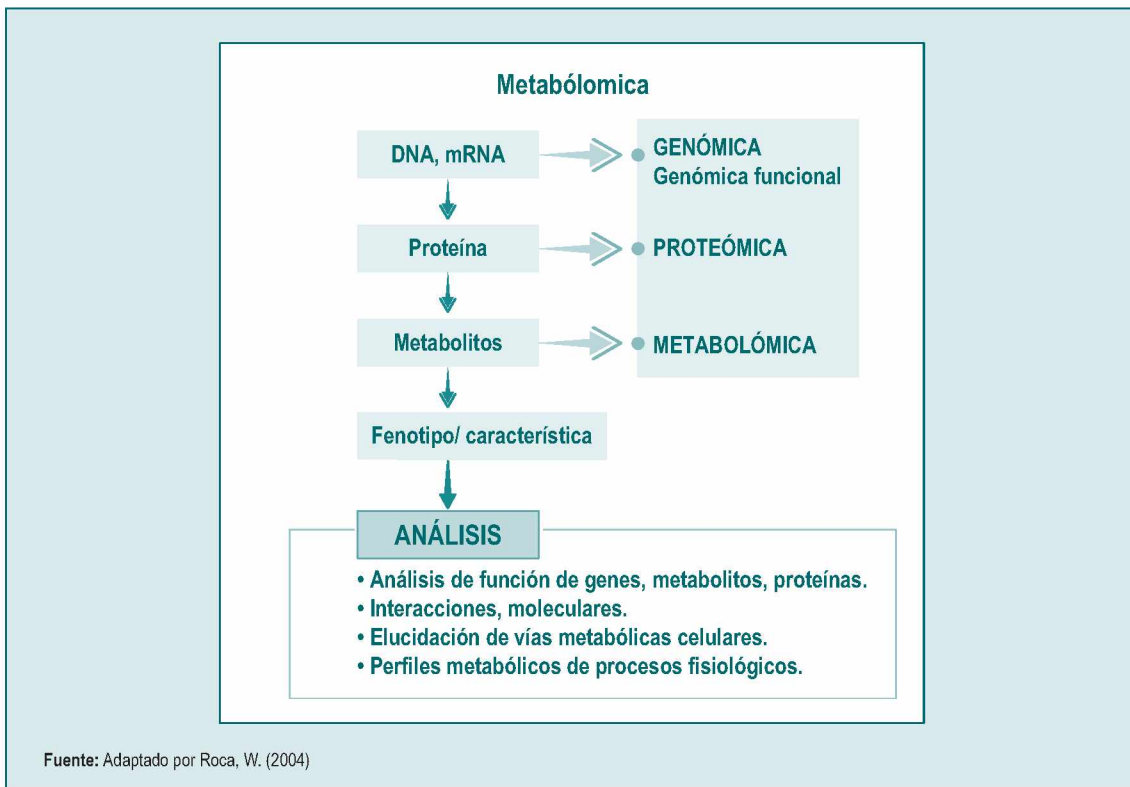 Metabólomica
DNA, mRNA
GENÓMICA
Genómica funcional
Proteína
PROTEÓMICA
Metabolitos
METABOLÓMICA
Fenotipo/ característica
ANÁLISIS
• Análisis de función de genes, metabolitos, proteínas.
• Interacciones, moleculares.
• Elucidación de vías metabólicas celulares.
• Perfiles metabólicos de procesos fisiológicos.
Fuente: Adaptado por Roca, W. (2004)